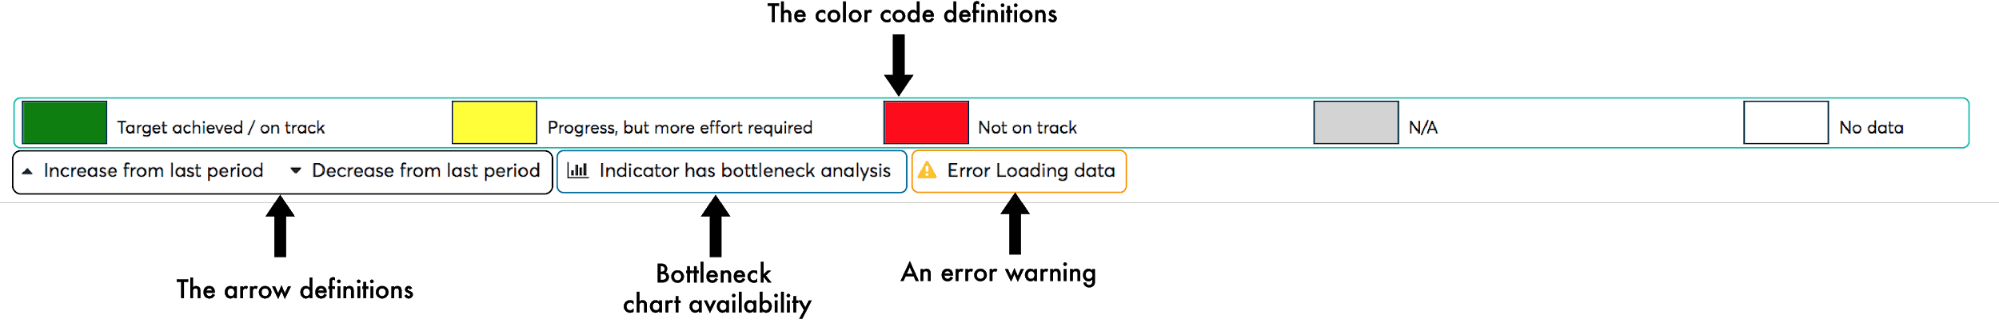 The color code definitions
Target achieved / on track
Progress, but more effort required
Not on track
N/A
No data
Increase from last period
Decrease from last period
Indicator has bottleneck analysis
Error Loading data
The arrow definitions
Bottleneck
chart availability
An error warning